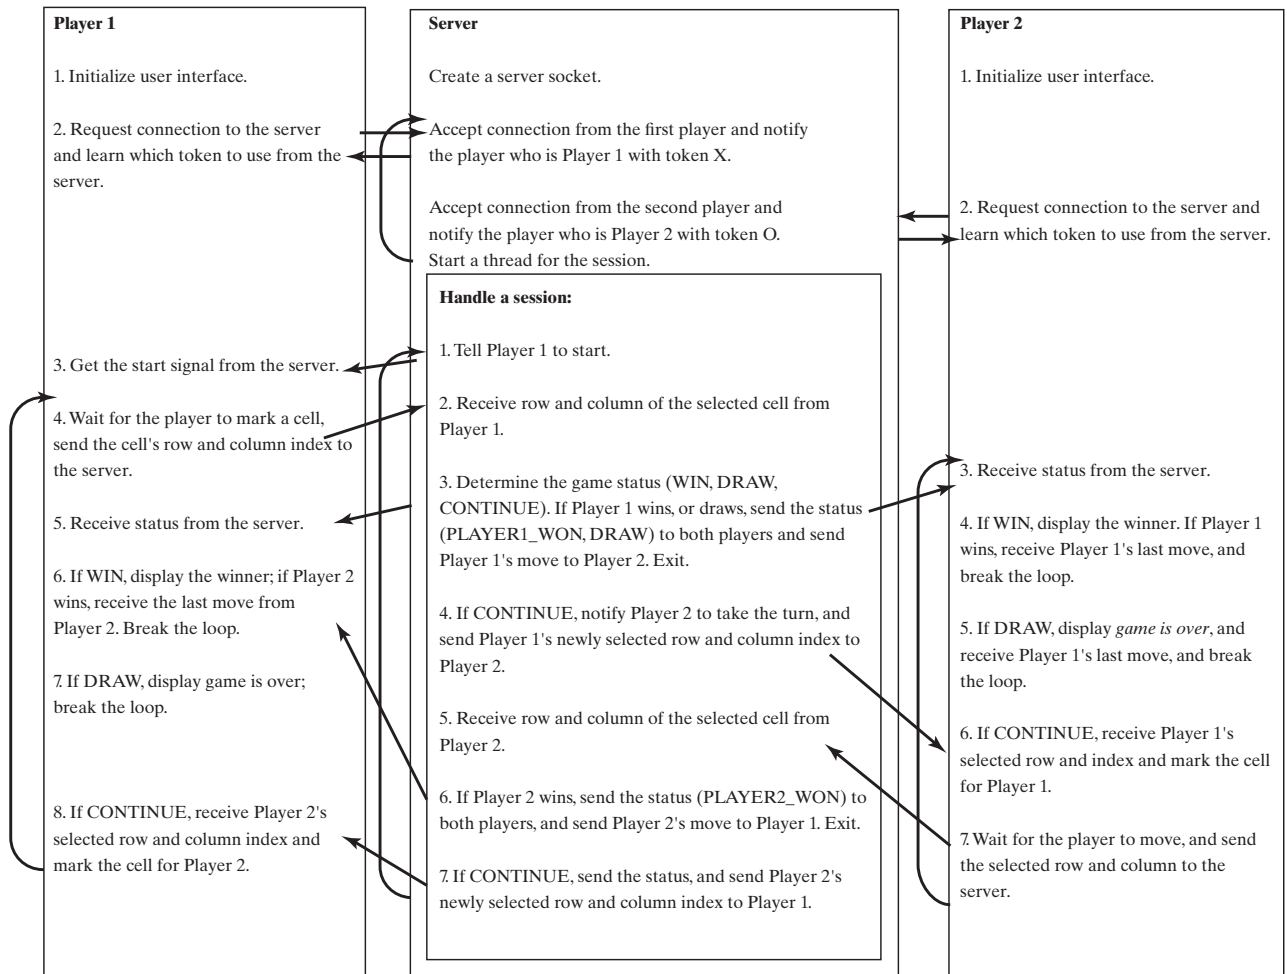 Player 1
1. Initialize user interface.
2. Request connection to the server
and learn which token to use from the
server.
3. Get the start signal from the server.
4. Wait for the player to mark a cell,
send the cell's row and column index to
the server.
5. Receive status from the server.
6. If WIN, display the winner; if Player 2
wins, receive the last move from
Player 2. Break the loop.
7. If DRAW, display game is over;
break the loop.
8. If CONTINUE, receive Player 2's
selected row and column index and
mark the cell for Player 2.
Server
Create a server socket.
Accept connection from the first player and notify
the player who is Player 1 with token X.
Accept connection from the second player and
notify the player who is Player 2 with token O.
Start a thread for the session.
Handle a session:
1. Tell Player 1 to start.
2. Receive row and column of the selected cell from
Player 1.
3. Determine the game status (WIN, DRAW,
CONTINUE). If Player 1 wins, or draws, send the status
(PLAYER1_WON, DRAW) to both players and send
Player 1's move to Player 2. Exit.
4. If CONTINUE, notify Player 2 to take the turn, and
send Player 1's newly selected row and column index to
Player 2.
5. Receive row and column of the selected cell from
Player 2.
6. If Player 2 wins, send the status (PLAYER2_WON) to
both players, and send Player 2's move to Player 1. Exit.
7. If CONTINUE, send the status, and send Player 2's
newly selected row and column index to Player 1.
Player 2
1. Initialize user interface.
2. Request connection to the server and
learn which token to use from the server.
3. Receive status from the server.
4. If WIN, display the winner. If Player 1
wins, receive Player 1's last move, and
break the loop.
5. If DRAW, display game is over, and
receive Player 1's last move, and break
the loop.
6. If CONTINUE, receive Player 1's
selected row and index and mark the cell
for Player 1.
7. Wait for the player to move, and send
the selected row and column to the
server.